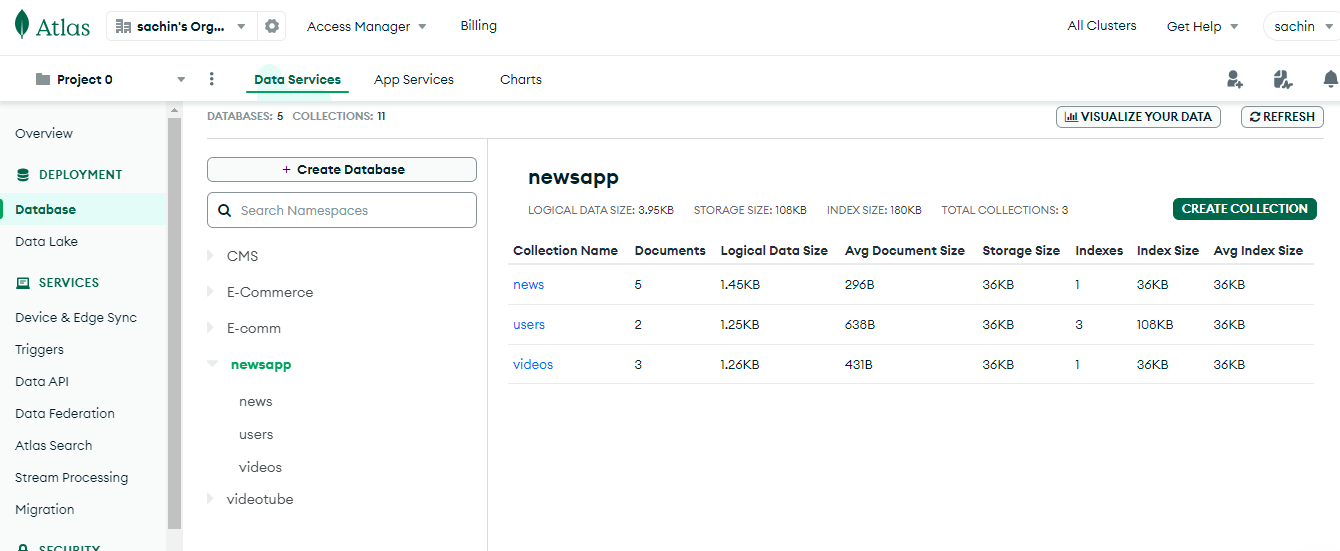 Atlas
sachin's Org...
Access Manager
Billing
All Clusters
Get Help
sachin
Project 0
Data Services
App Services
Charts
Overview
DEPLOYMENT
Database
Data Lake
SERVICES
Device & Edge Sync
Triggers
Data API
Data Federation
Atlas Search
Stream Processing
Migration
SECURITY
DATABASES: 5 COLLECTIONS: 11
VISUALIZE YOUR DATA
REFRESH
+ Create Database
Search Namespaces
CMS
E-Commerce
E-comm
newsapp
news
users
videos
videotube
newsapp
LOGICAL DATA SIZE: 3.95KB STORAGE SIZE: 108KB INDEX SIZE: 180KB TOTAL COLLECTIONS: 3
CREATE COLLECTION
Collection Name Documents Logical Data Size Avg Document Size Storage Size Indexes Index Size Avg Index Size
news 5 1.45KB 296B 36KB 1 36KB 36KB
users 2 1.25KB 638B 36KB 3 108KB 36KB
videos 3 1.26KB 431B 36KB 1 36KB 36KB